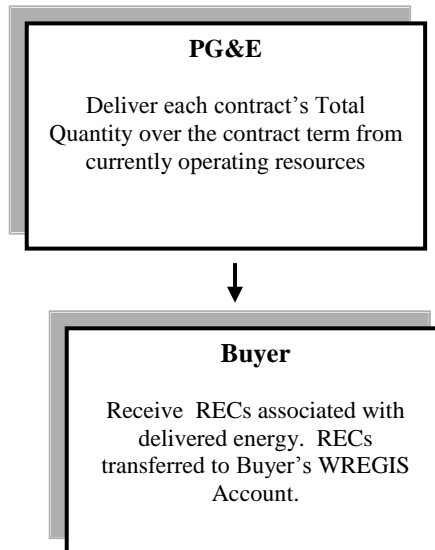 PG&E
Deliver each contract's Total
Quantity over the contract term from
currently operating resources
Buyer
Receive RECs associated with
delivered energy. RECs
transferred to Buyer's WREGIS
Account.